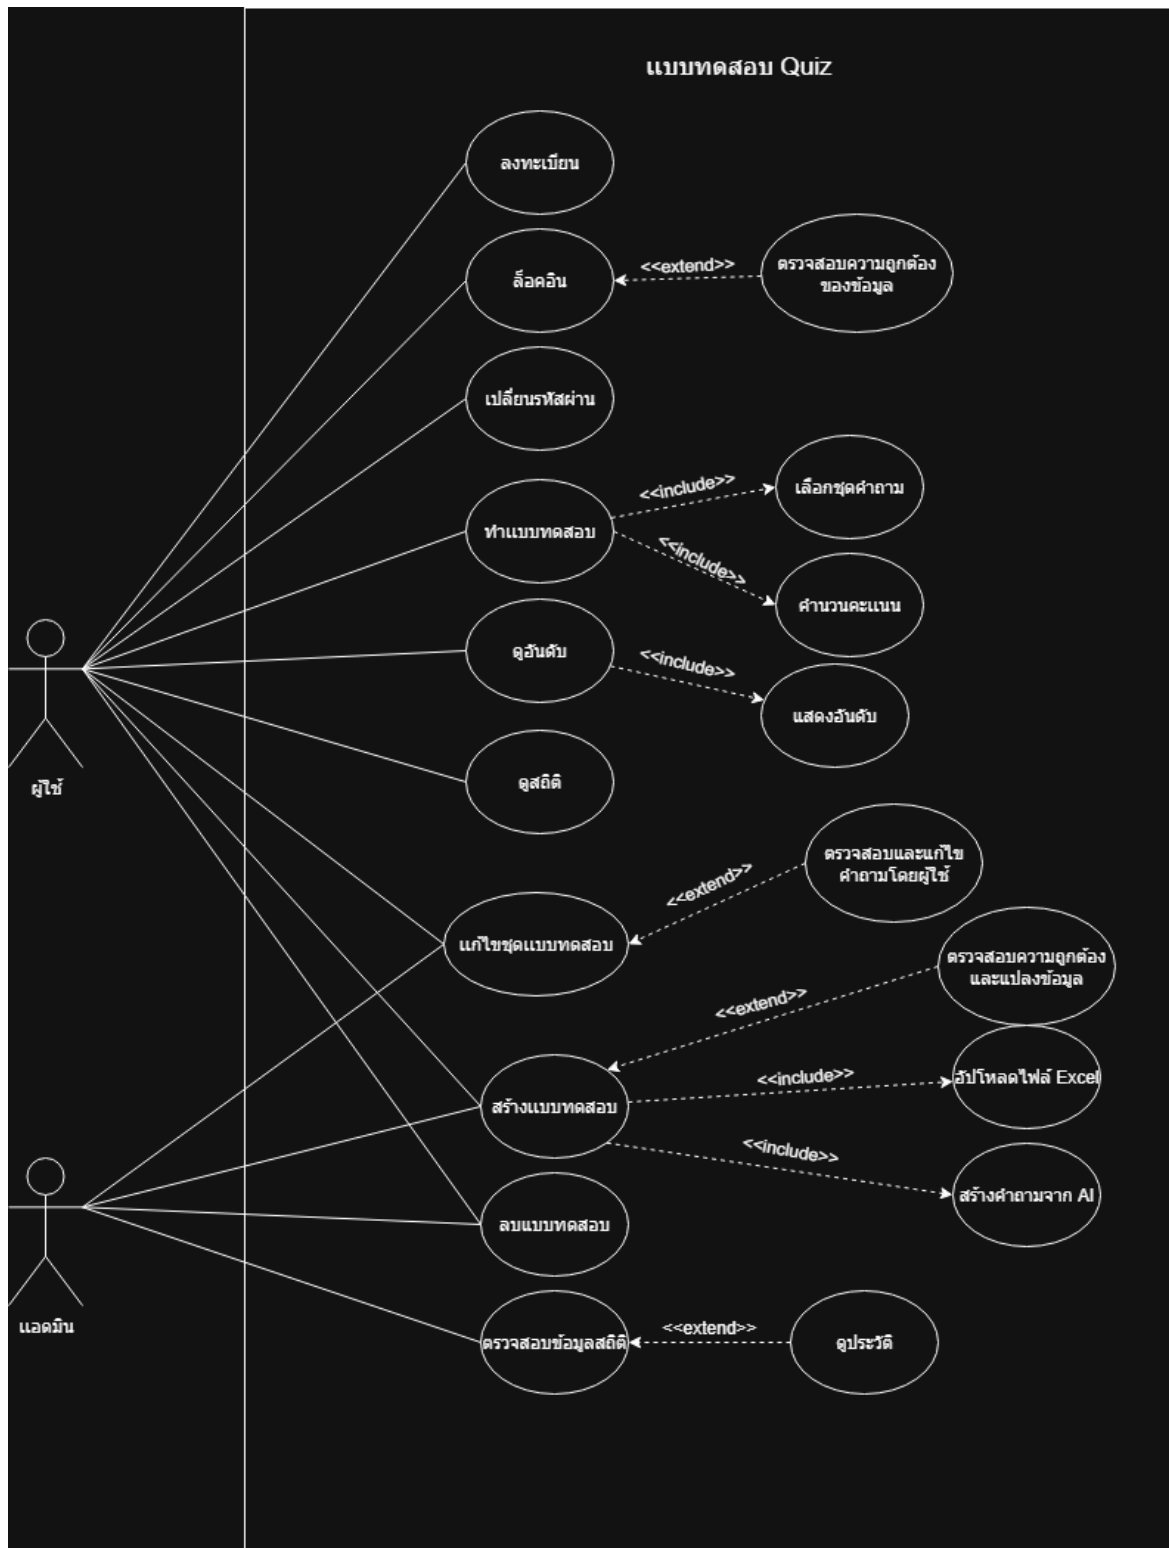 แบบทดสอบ Quiz
ลงทะเบียน
ล็อคอิน
<<extend>>
ตรวจสอบความถูกต้อง
ของข้อมูล
เปลี่ยนรหัสผ่าน
ทำแบบทดสอบ
<<include>>
เลือกชุดคำถาม
<<include>>
คำนวนคะแนน
ดูอันดับ
<<include>>
แสดงอันดับ
ผู้ใช้
ดูสถิติ
แก้ไขชุดแบบทดสอบ
<<extend>>
ตรวจสอบและแก้ไข
คำถามโดยผู้ใช้
ตรวจสอบความถูกต้อง
และแปลงข้อมูล
<<extend>>
สร้างแบบทดสอบ
<<include>>
อัปโหลดไฟล์ Excel
<<include>>
สร้างคำถามจาก AI
ลบแบบทดสอบ
แอดมิน
ตรวจสอบข้อมูลสถิติ
<<extend>>
ดูประวัติ